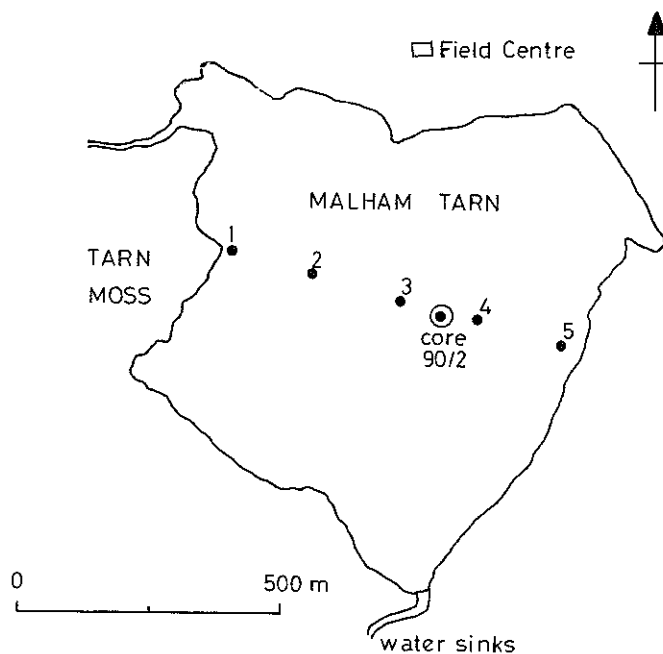 Field Centre
MALHAM TARN
1
TARN
MOSS
2
3
4
5
core
90/2
0
500 m
water sinks